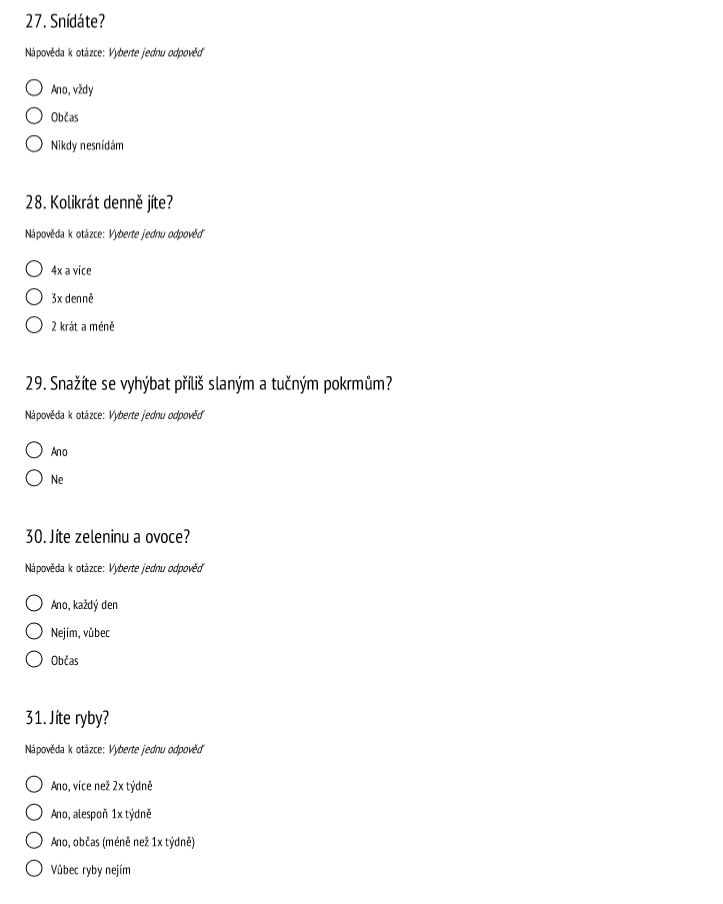 27. Snídáte?
Nápověda k otázce: Vyberte jednu odpověď
Ano, vždy
Občas
Nikdy nesnídám
28. Kolikrát denně jíte?
Nápověda k otázce: Vyberte jednu odpověď
4x a více
3x denně
2 krát a méně
29. Snažíte se vyhýbat příliš slaným a tučným pokrmům?
Nápověda k otázce: Vyberte jednu odpověď
Ano
Ne
30. Jíte zeleninu a ovoce?
Nápověda k otázce: Vyberte jednu odpověď
Ano, každý den
Nejím, vůbec
Občas
31. Jíte ryby?
Nápověda k otázce: Vyberte jednu odpověď
Ano, více než 2x týdně
Ano, alespoň 1x týdně
Ano, občas (méně než 1x týdně)
Vůbec ryby nejím